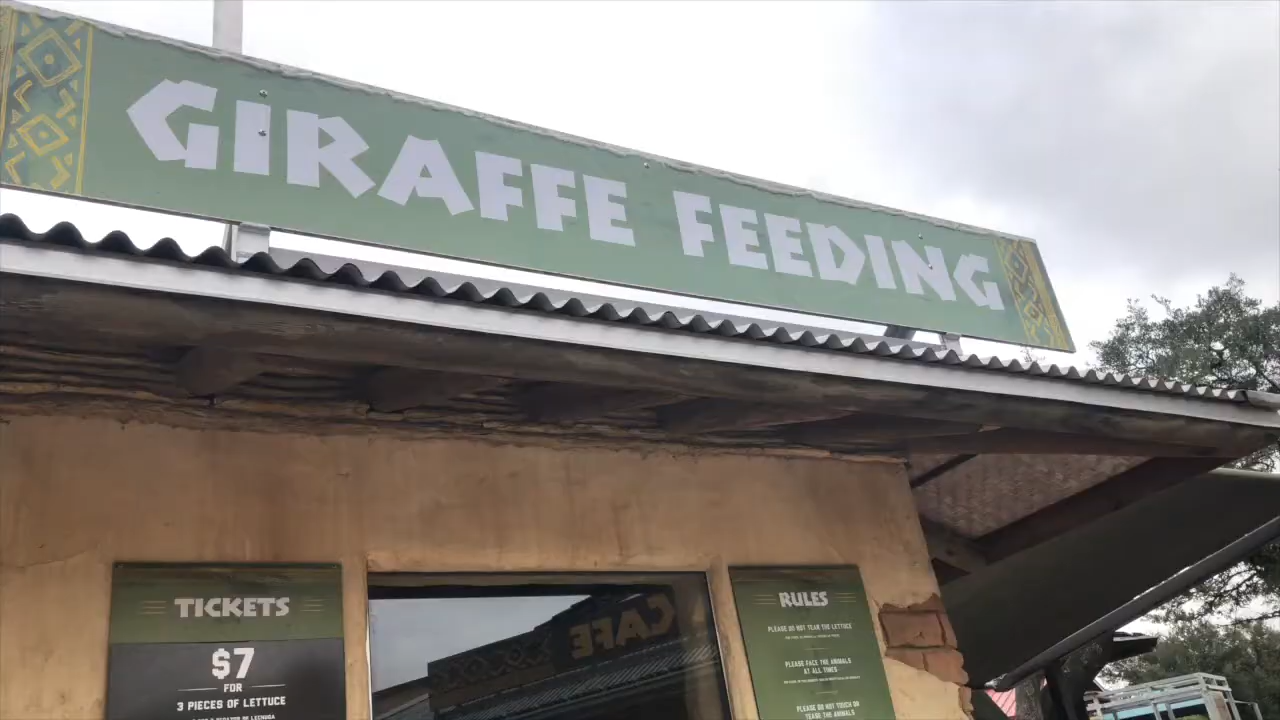 GIRAFFE FEEDING
TICKETS
$7
FOR
3 PIECES OF LETTUCE
CAFE
RULES
PLEASE DO NOT TEAR THE LETTUCE
PLEASE FACE THE ANIMALS
AT ALL TIMES
PLEASE DO NOT TOUCH OR
TEASE THE ANIMALS